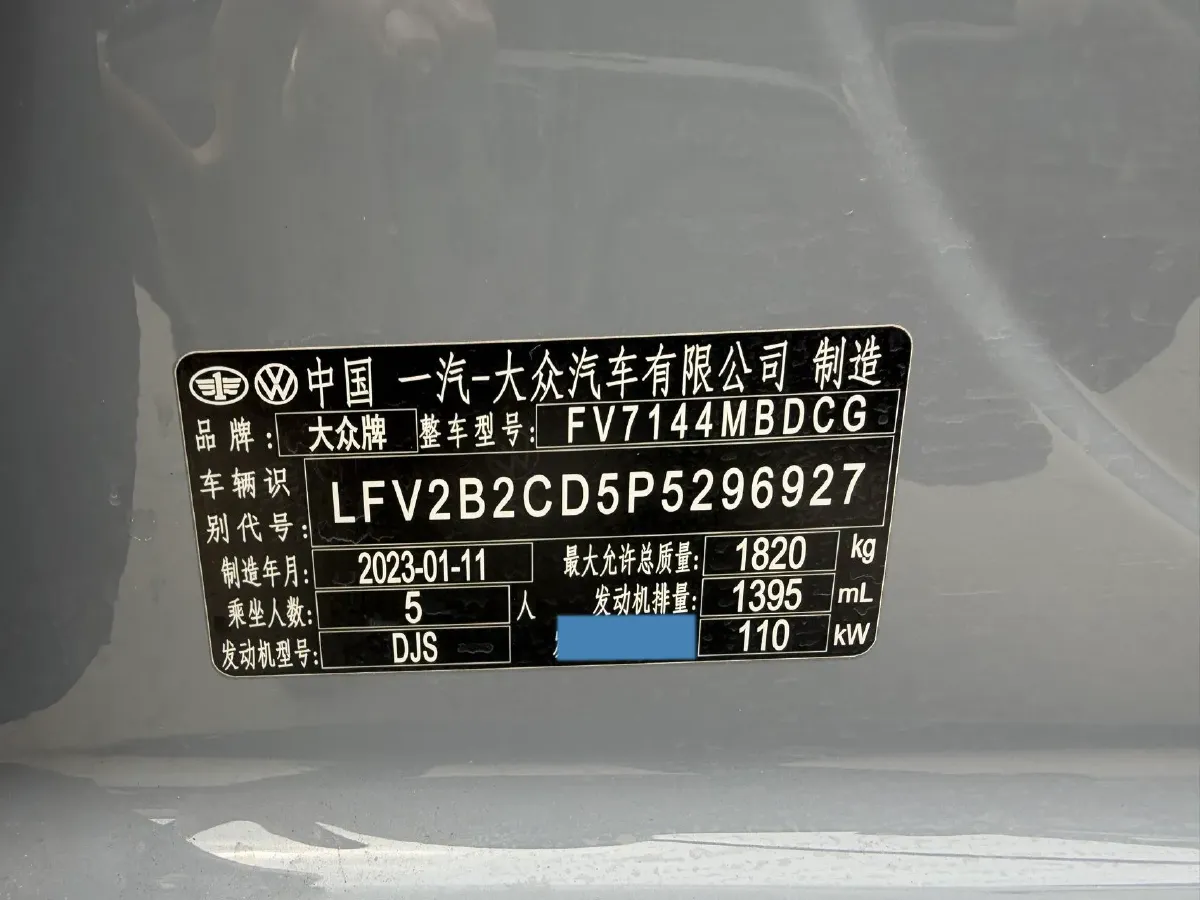 中国 一汽-大众汽车有限公司 制造
品牌: 大众牌 整车型号: FV7144MBDCG
车辆识别代号: LFV2B2CD5P5296927
制造年月: 2023-01-11 最大允许总质量: 1820 kg
乘坐人数: 5 人 发动机排量: 1395 mL
发动机型号: DJS 110 kW